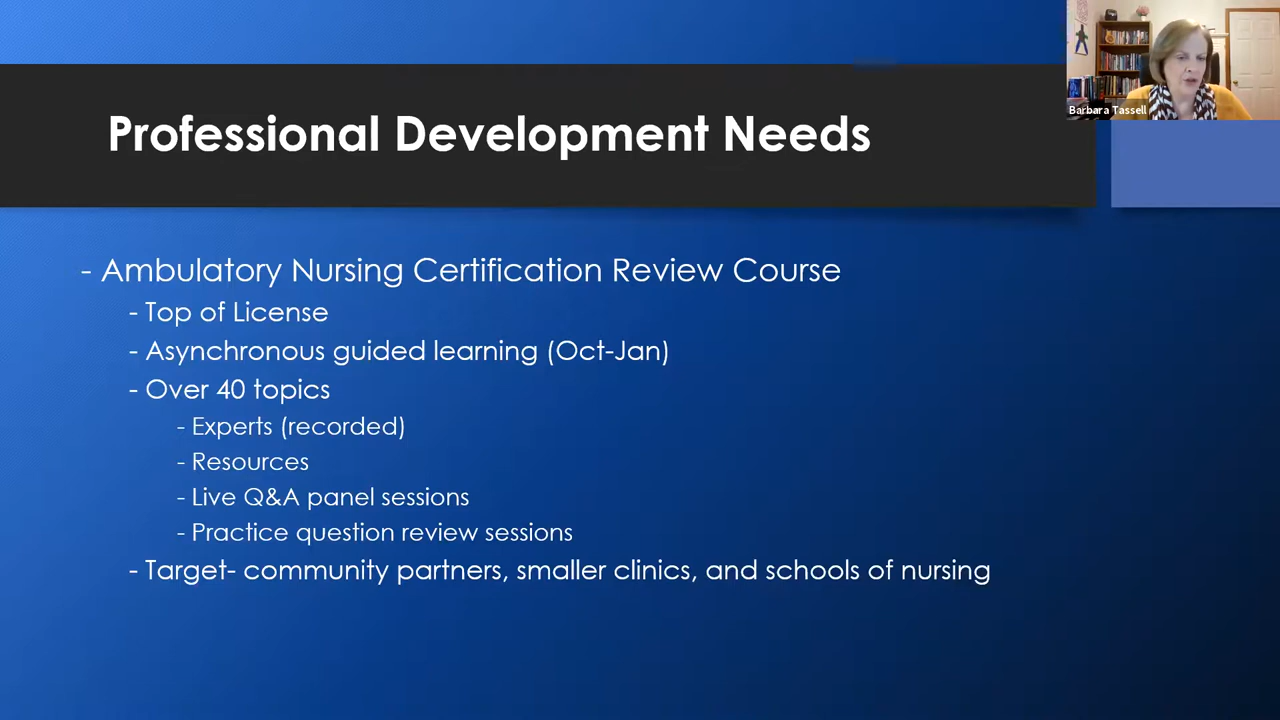 Professional Development Needs
Barbara Tassell
- Ambulatory Nursing Certification Review Course
- Top of License
- Asynchronous guided learning (Oct-Jan)
- Over 40 topics
- Experts (recorded)
- Resources
- Live Q&A panel sessions
- Practice question review sessions
- Target- community partners, smaller clinics, and schools of nursing